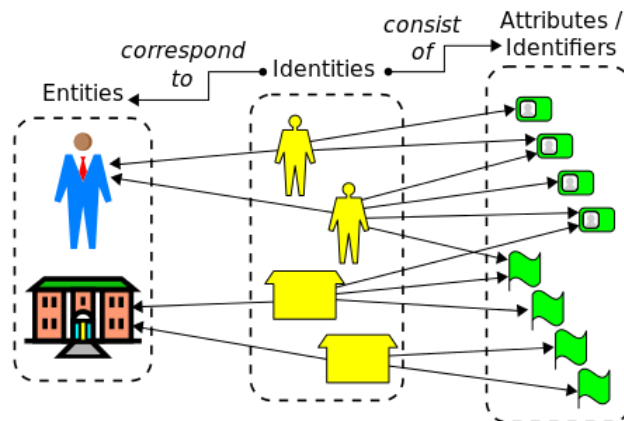 correspond
to
consist
of
Attributes /
Identifiers
Entities
Identities